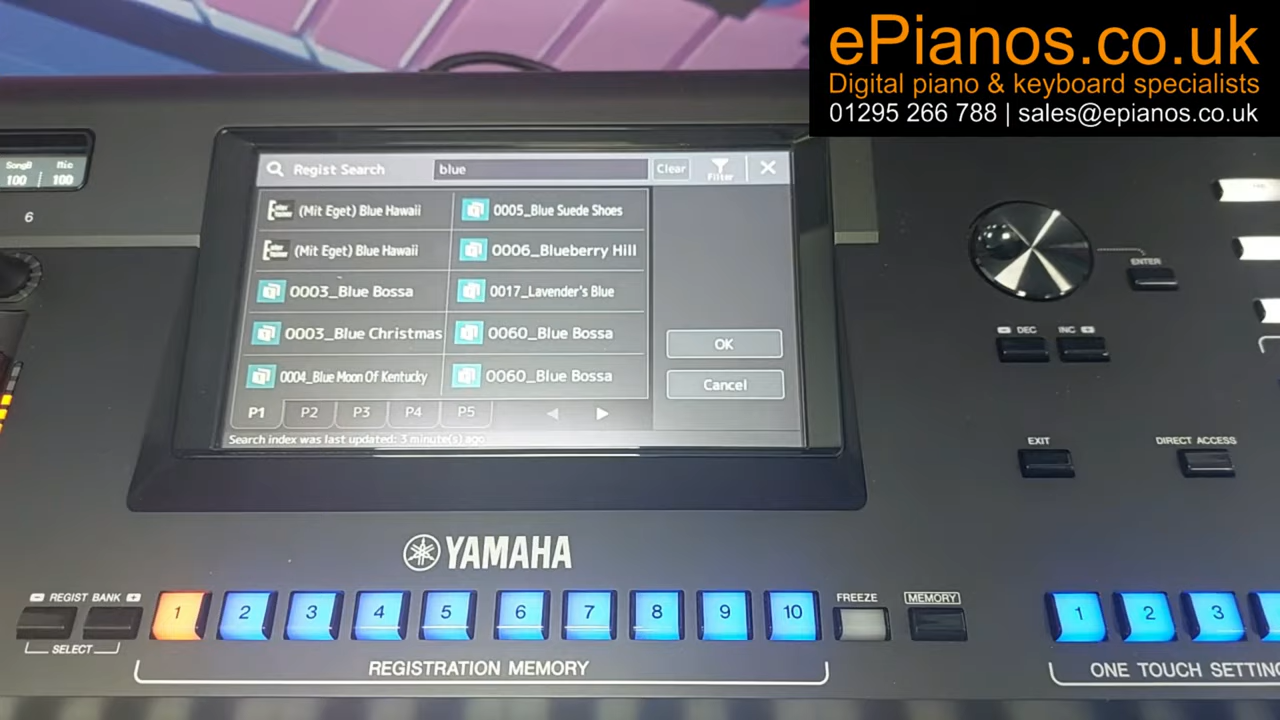 ePianos.co.uk
Digital piano & keyboard specialists
01295 266 788 | sales@epianos.co.uk
SongB Mic
100 100
6
Regist Search blue Clear Filter
(Mit Eget) Blue Hawaii 0005_Blue Suede Shoes
(Mit Eget) Blue Hawaii 0006_Blueberry Hill
0003_Blue Bossa 0017_Lavender's Blue
0003_Blue Christmas 0060_Blue Bossa
0004_Blue Moon Of Kentucky 0060_Blue Bossa
OK
Cancel
P1 P2 P3 P4 P5
Search index was last updated: 3 minute(s) ago
ENTER
DEC INC
EXIT DIRECT ACCESS
YAMAHA
REGIST BANK
SELECT
1 2 3 4 5 6 7 8 9 10
FREEZE MEMORY
REGISTRATION MEMORY
1 2 3
ONE TOUCH SETTING